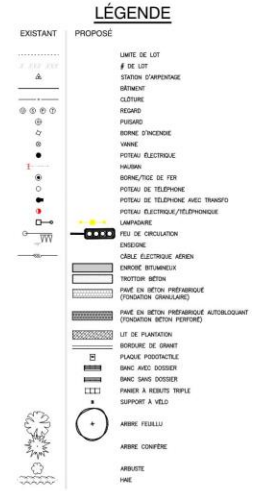 LÉGENDE
EXISTANT PROPOSÉ
LIMITE DE LOT
# DE LOT
STATION D'ARPENTAGE
BÂTIMENT
CLÔTURE
REGARD
PUISARD
BORNE D'INCENDIE
VANNE
POTEAU ÉLECTRIQUE
HAUBAN
BORNE/TIGE DE FER
POTEAU DE TÉLÉPHONE
POTEAU DE TÉLÉPHONE AVEC TRANSFO
POTEAU ÉLECTRIQUE/TÉLÉPHONIQUE
LAMPADAIRE
FEU DE CIRCULATION
ENSEIGNE
CÂBLE ÉLECTRIQUE AÉRIEN
ENROBÉ BITUMINEUX
TROTTOIR BÉTON
PAVÉ EN BÉTON PRÉFABRIQUÉ
(FONDATION GRANULAIRE)
PAVÉ EN BÉTON PRÉFABRIQUÉ AUTOBLOQUANT
(FONDATION BÉTON PERFORÉ)
LIT DE PLANTATION
BORDURE DE GRANIT
PLAQUE PODOTACTILE
BANC AVEC DOSSIER
BANC SANS DOSSIER
PANIER À REBUTS TRIPLE
SUPPORT À VÉLO
ARBRE FEUILLU
ARBRE CONIFÈRE
ARBUSTE
HAIE